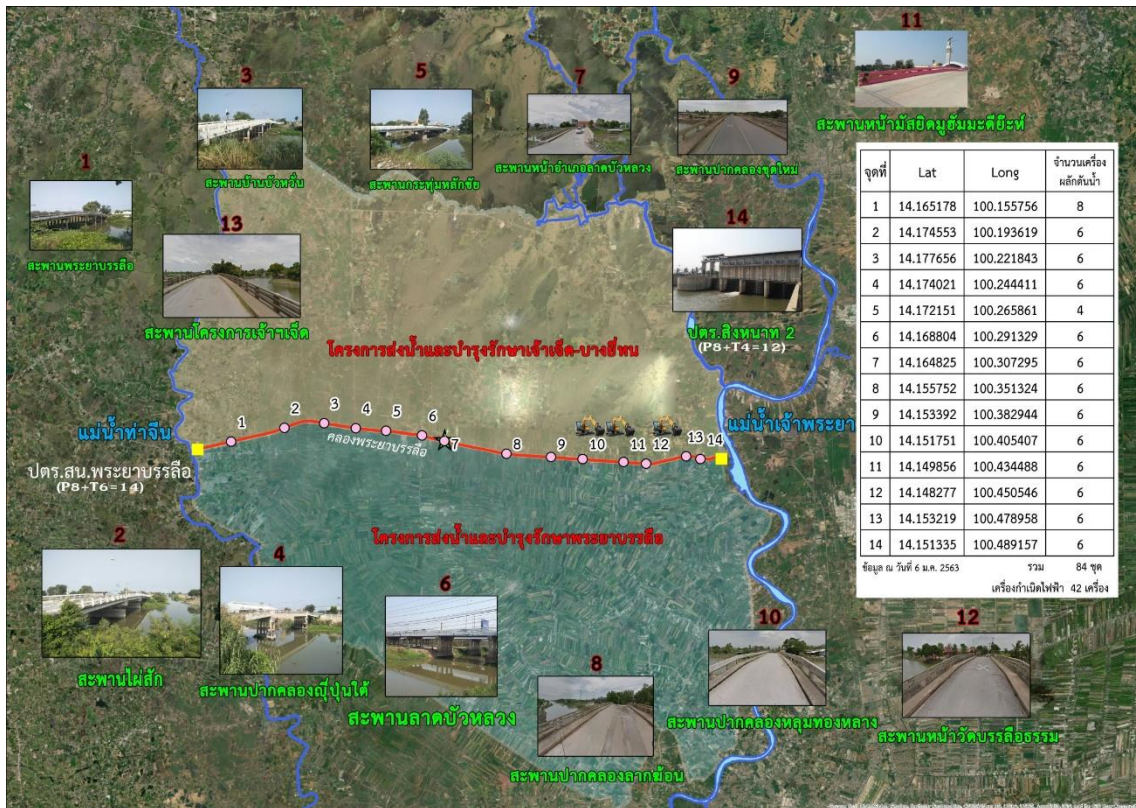 11
สะพานหน้ามัสยิดมูฮัมมะดียะห์
3
สะพานบ้านบัวหวั่น
5
สะพานกระทุ่มหลักชัย
7
สะพานหน้าอำเภอลาดบัวหลวง
9
สะพานปากคลองขุดใหม่
1
สะพานพระยาบรรลือ
13
สะพานโครงการเจ้าฯเจ็ด
14
ปตร.สิงหนาท 2
(P8+T4=12)
โครงการส่งน้ำและบำรุงรักษาเจ้าเจ็ด-บางยี่หน
แม่น้ำท่าจีน
แม่น้ำเจ้าพระยา
1 2 3 4 5 6 7 8 9 10 11 12 13 14
คลองพระยาบรรลือ
ปตร.สน.พระยาบรรลือ
(P8+T6=14)
โครงการส่งน้ำและบำรุงรักษาพระยาบรรลือ
2
สะพานไผ่สัก
4
สะพานปากคลองญี่ปุ่นใต้
6
สะพานลาดบัวหลวง
8
สะพานปากคลองลากฆ้อน
10
สะพานปากคลองหลุมทองหลาง
12
สะพานหน้าวัดบรรลือธรรม
จุดที่ Lat Long จำนวนเครื่องผลักดันน้ำ
1 14.165178 100.155756 8
2 14.174553 100.193619 6
3 14.177656 100.221843 6
4 14.174021 100.244411 6
5 14.172151 100.265861 4
6 14.168804 100.291329 6
7 14.164825 100.307295 6
8 14.155752 100.351324 6
9 14.153392 100.382944 6
10 14.151751 100.405407 6
11 14.149856 100.434488 6
12 14.148277 100.450546 6
13 14.153219 100.478958 6
14 14.151335 100.489157 6
ข้อมูล ณ วันที่ 6 ม.ค. 2563 รวม 84 ชุด
เครื่องกำเนิดไฟฟ้า 42 เครื่อง